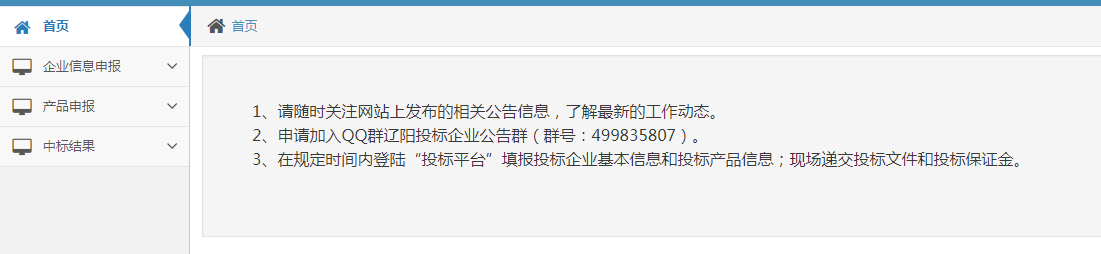 首页
首页
企业信息申报
产品申报
中标结果
1、请随时关注网站上发布的相关公告信息，了解最新的工作动态。
2、申请加入QQ群辽阳投标企业公告群（群号：499835807）。
3、在规定时间内登陆“投标平台”填报投标企业基本信息和投标产品信息；现场递交投标文件和投标保证金。